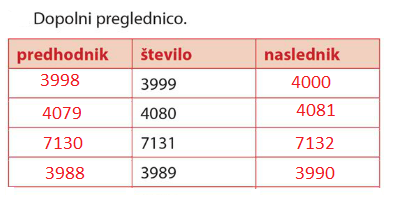 Dopolni preglednico.
predhodnik število naslednik
3998 3999 4000
4079 4080 4081
7130 7131 7132
3988 3989 3990